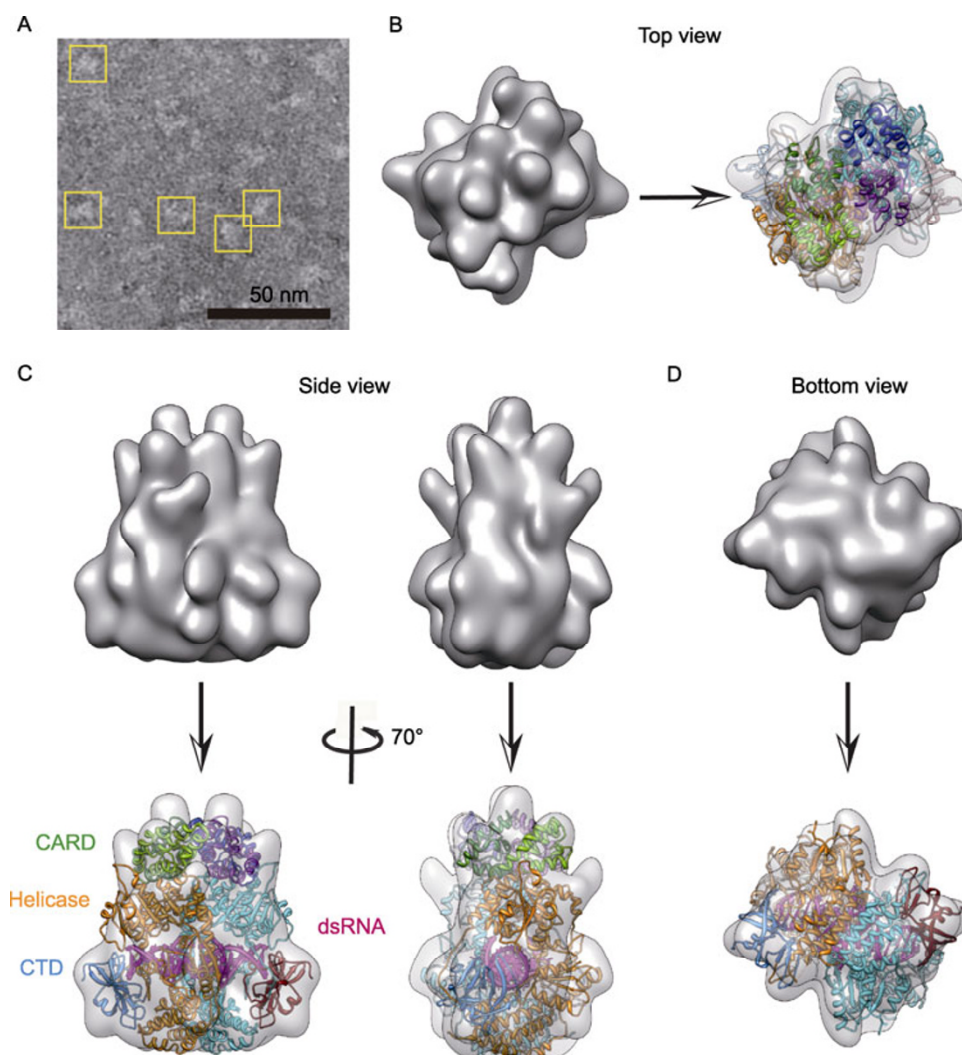 A
B
Top view
50 nm
C
Side view
D
Bottom view
70°
CARD
Helicase
dsRNA
CTD